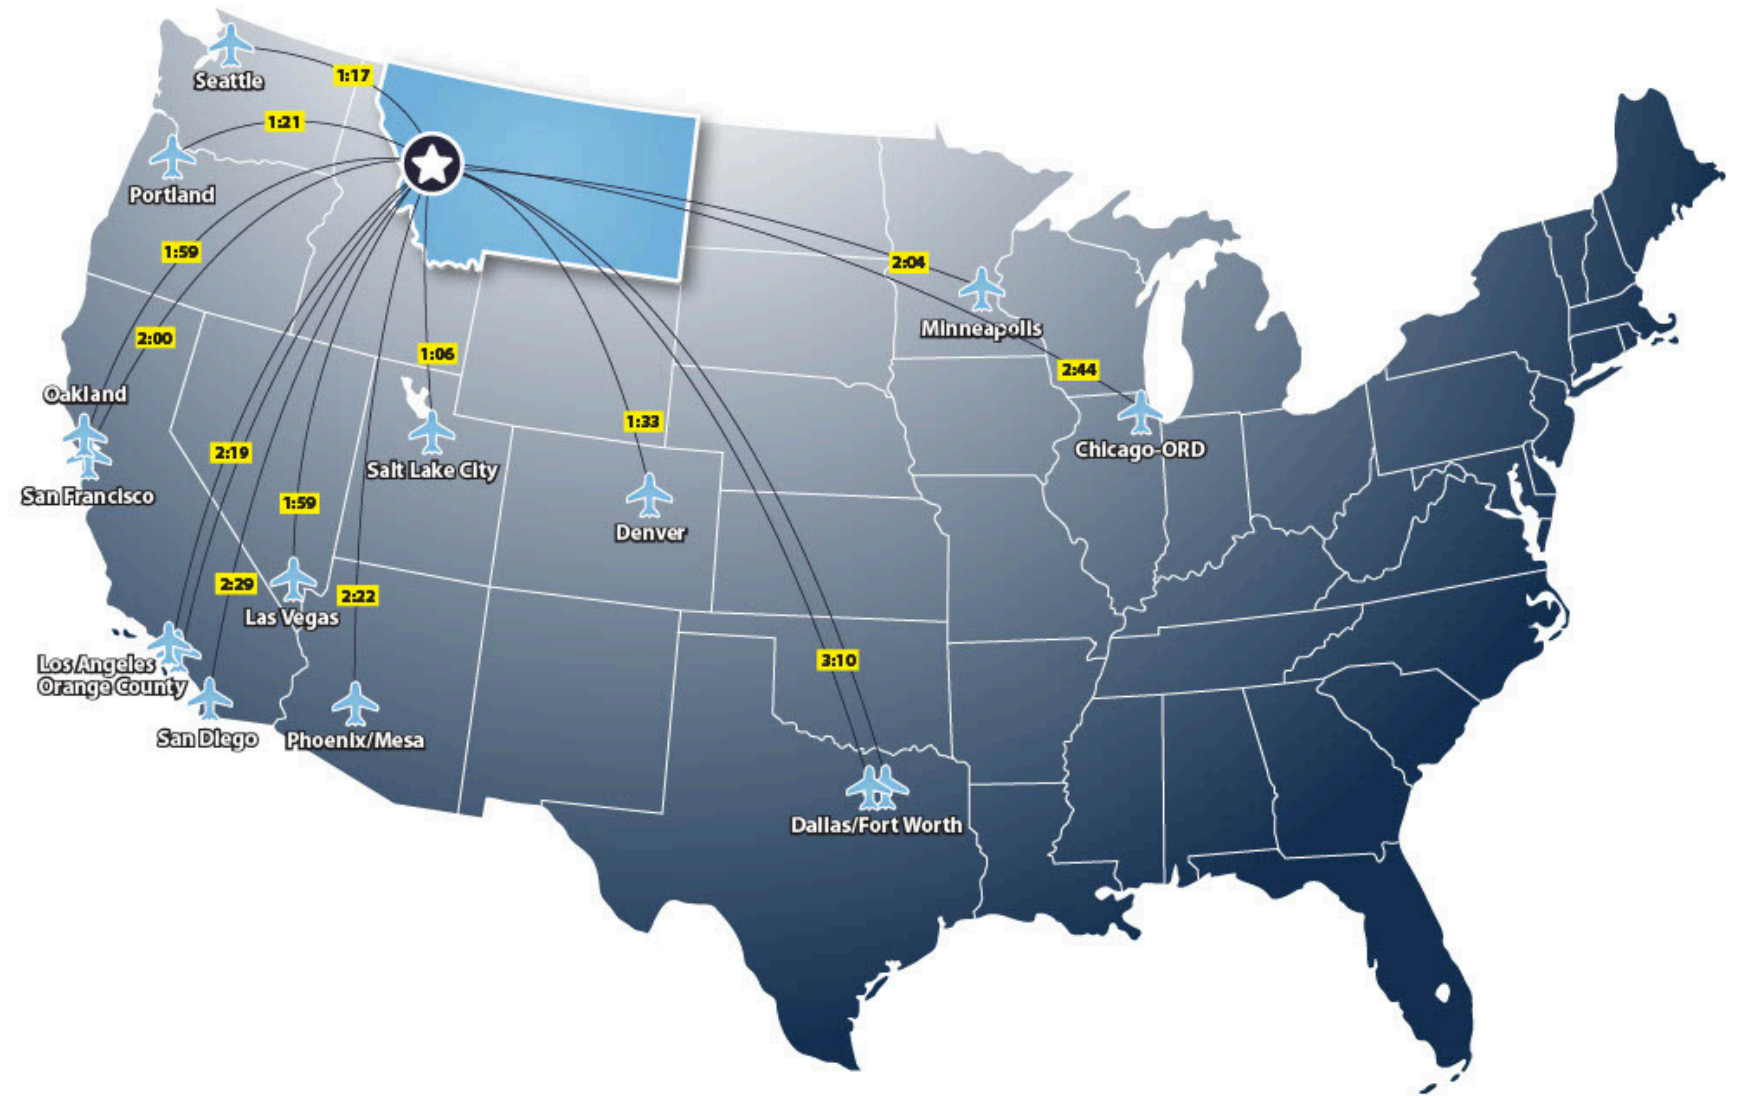 Seattle
1:17
1:21
Portland
1:59
2:04
Minneapolis
2:00
1:06
2:44
Oakland
1:33
Chicago-ORD
2:19
Salt Lake City
San Francisco
1:59
Denver
2:29
2:22
Las Vegas
Los Angeles
Orange County
3:10
San Diego
Phoenix/Mesa
Dallas/Fort Worth